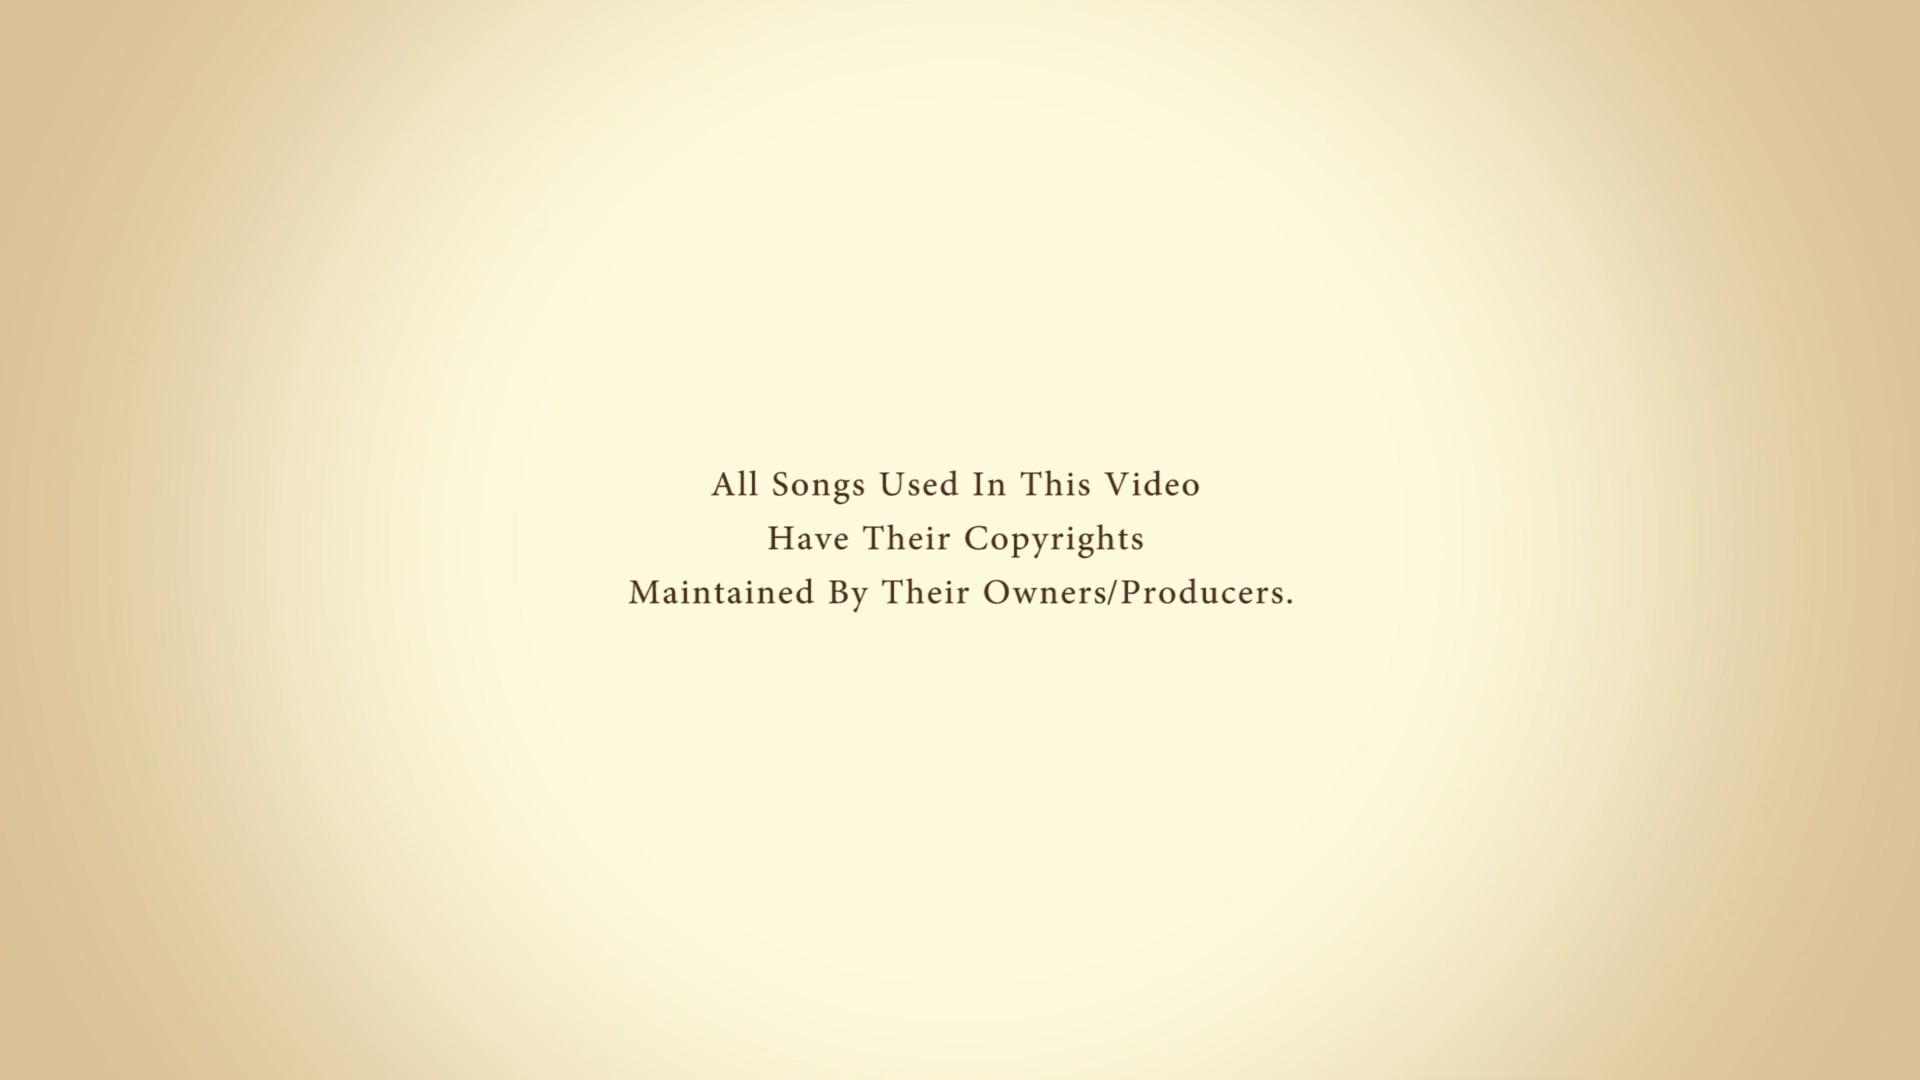 All Songs Used In This Video
Have Their Copyrights
Maintained By Their Owners/Producers.